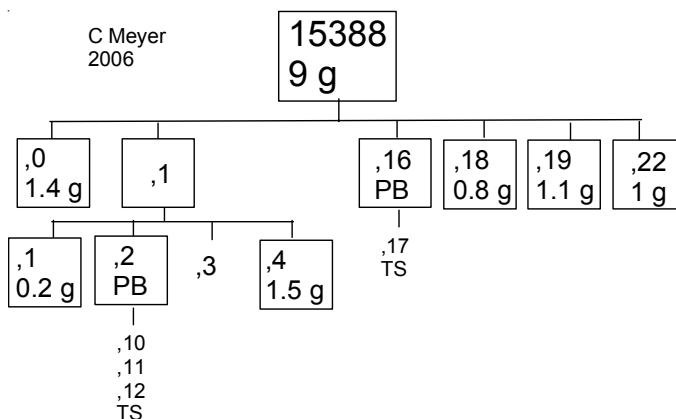 C Meyer
2006
15388
9 g
,0
1.4 g
,1
,16
PB
,18
0.8 g
,19
1.1 g
,22
1 g
,17
TS
,1
0.2 g
,2
PB
,3
,4
1.5 g
,10
,11
,12
TS